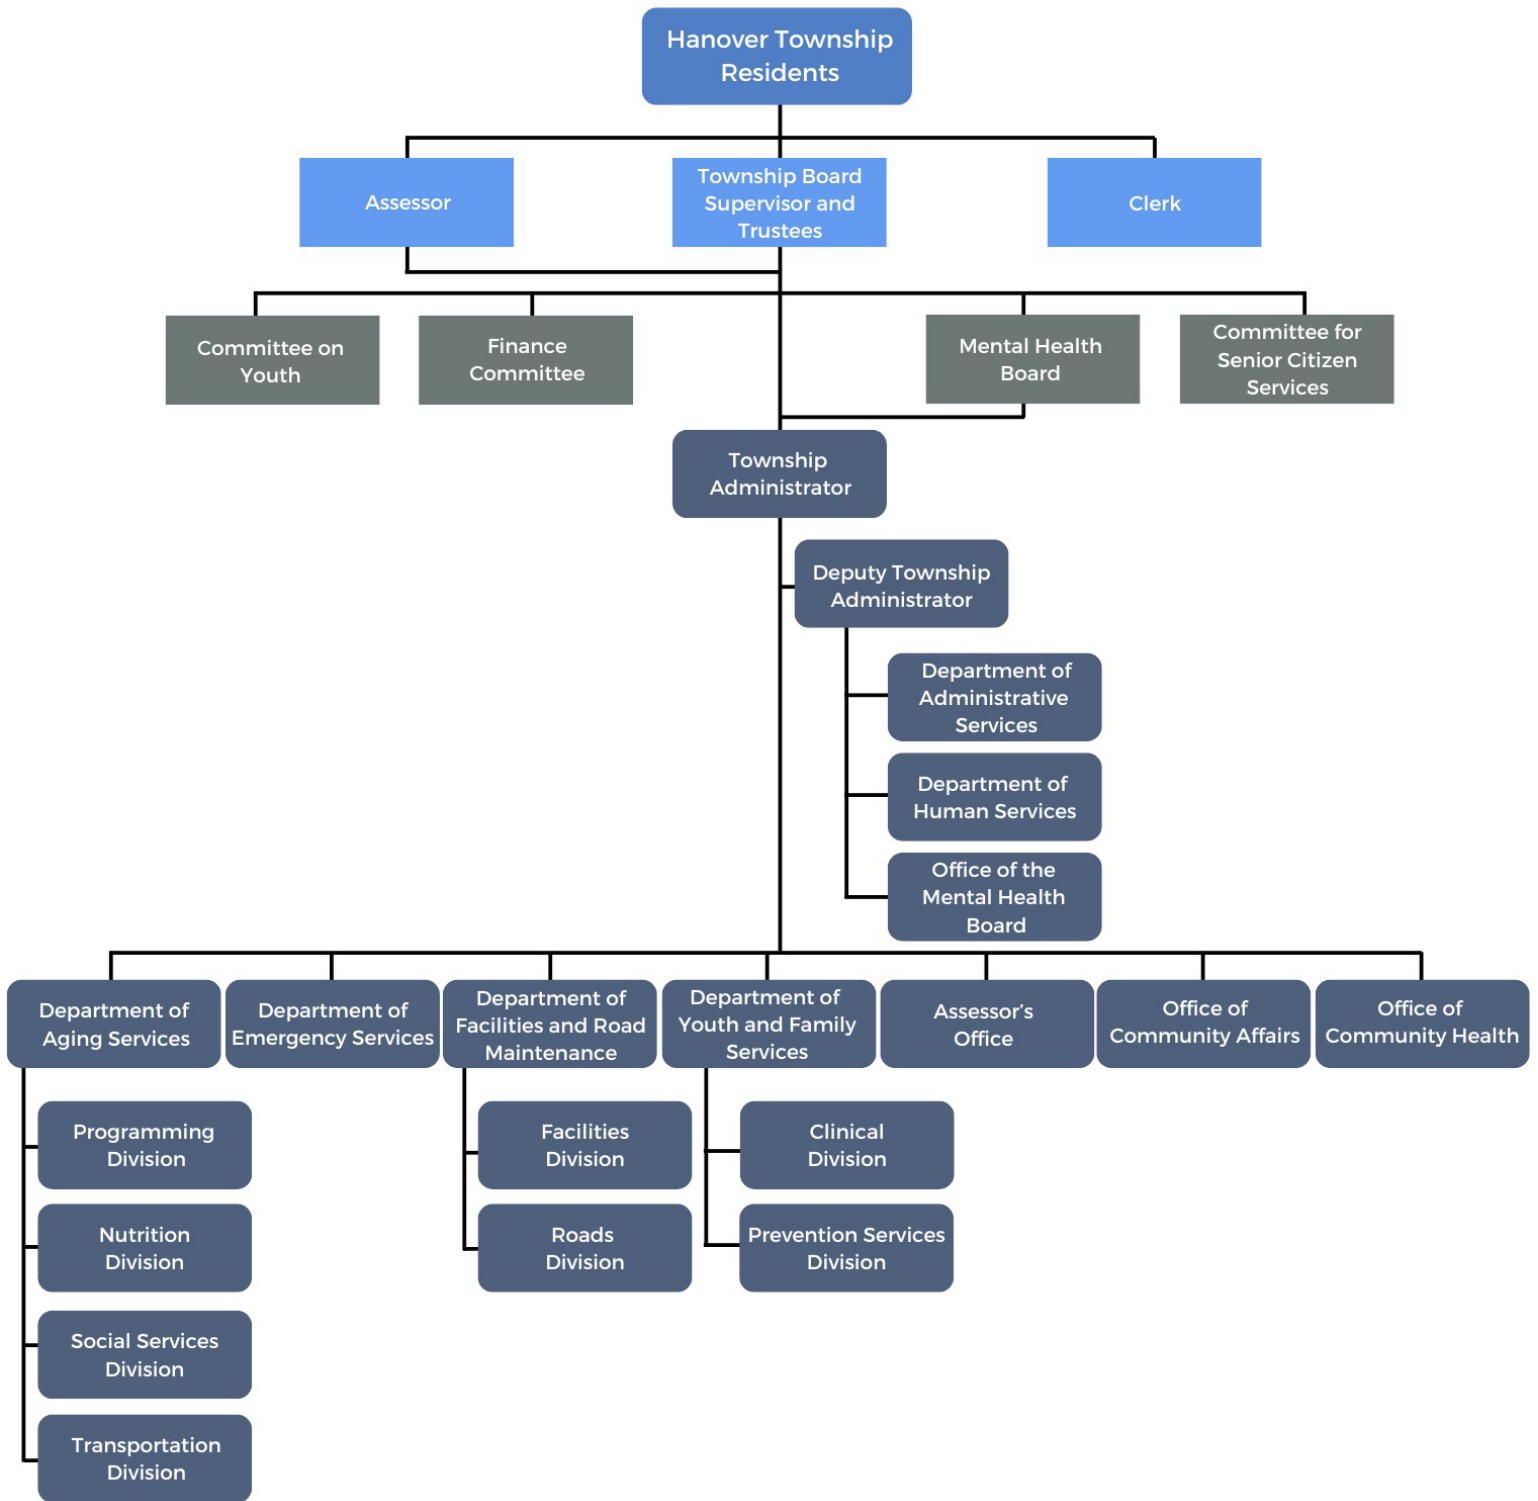 Hanover Township
Residents
Assessor
Township Board
Supervisor and
Trustees
Clerk
Committee on
Youth
Finance
Committee
Mental Health
Board
Committee for
Senior Citizen
Services
Township
Administrator
Deputy Township
Administrator
Department of
Administrative
Services
Department of
Human Services
Office of the
Mental Health
Board
Department of
Aging Services
Department of
Emergency Services
Department of
Facilities and Road
Maintenance
Department of
Youth and Family
Services
Assessor’s
Office
Office of
Community Affairs
Office of
Community Health
Programming
Division
Nutrition
Division
Social Services
Division
Transportation
Division
Facilities
Division
Roads
Division
Clinical
Division
Prevention Services
Division